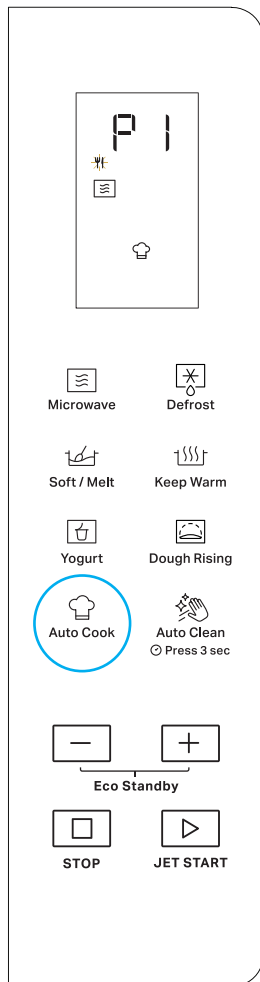 P1
Microwave
Defrost
Soft / Melt
Keep Warm
Yogurt
Dough Rising
Auto Cook
Auto Clean
Press 3 sec
Eco Standby
STOP
JET START